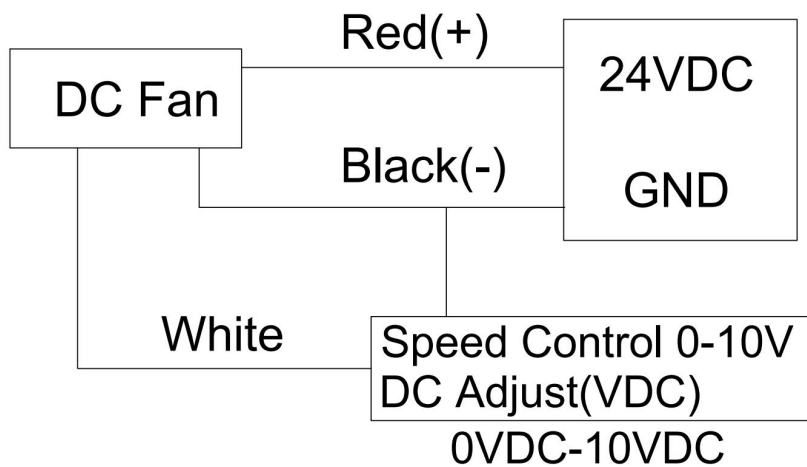 Red(+)
DC Fan
24VDC
Black(-)
GND
White
Speed Control 0-10V
DC Adjust(VDC)
0VDC-10VDC